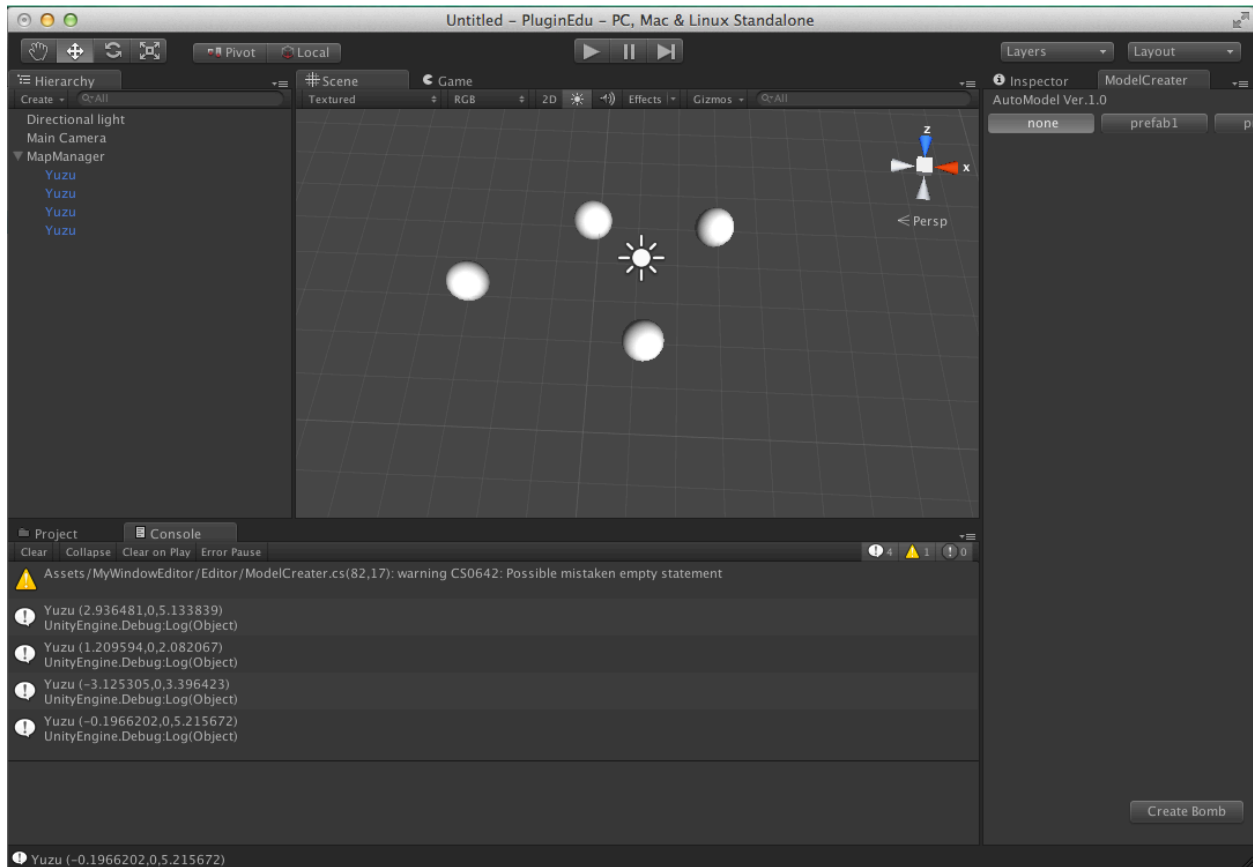 Untitled – PluginEdu – PC, Mac & Linux Standalone
Pivot Local Layers Layout
Hierarchy
Create All
Directional light
Main Camera
MapManager
Yuzu
Yuzu
Yuzu
Yuzu
Scene Game
Textured RGB 2D Effects Gizmos All
z
x
Persp
Inspector ModelCreater
AutoModel Ver.1.0
none prefab1 p
Project Console
Clear Collapse Clear on Play Error Pause 4 1 0
Assets/MyWindowEditor/Editor/ModelCreater.cs(82,17): warning CS0642: Possible mistaken empty statement
Yuzu (2.936481,0,5.133839)
UnityEngine.Debug:Log(Object)
Yuzu (1.209594,0,2.082067)
UnityEngine.Debug:Log(Object)
Yuzu (-3.125305,0,3.396423)
UnityEngine.Debug:Log(Object)
Yuzu (-0.1966202,0,5.215672)
UnityEngine.Debug:Log(Object)
Create Bomb
Yuzu (-0.1966202,0,5.215672)